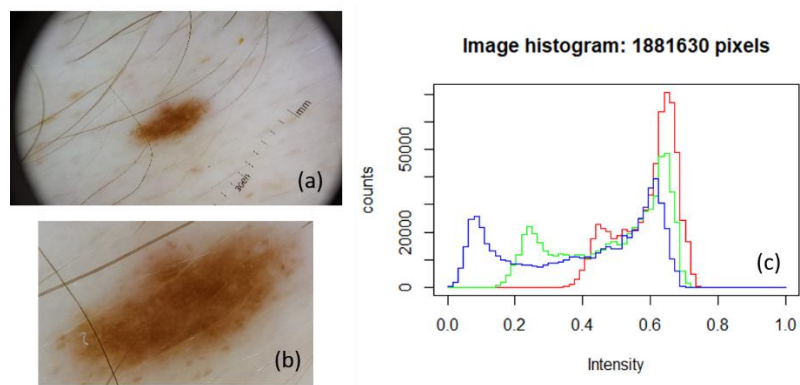 mm
3Gen
(a)
(b)
Image histogram: 1881630 pixels
counts
0
20000
50000
(c)
0.0 0.2 0.4 0.6 0.8 1.0
Intensity